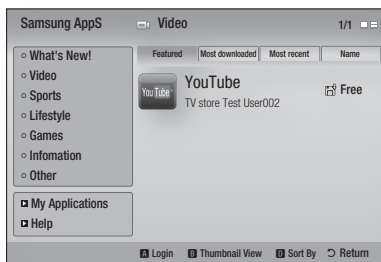 Samsung AppS
Video
1/1
What's New!
Video
Sports
Lifestyle
Games
Infomation
Other
My Applications
Help
Featured Most downloaded Most recent Name
You Tube
YouTube
TV store Test User002
Free
A Login B Thumbnail View D Sort By Return